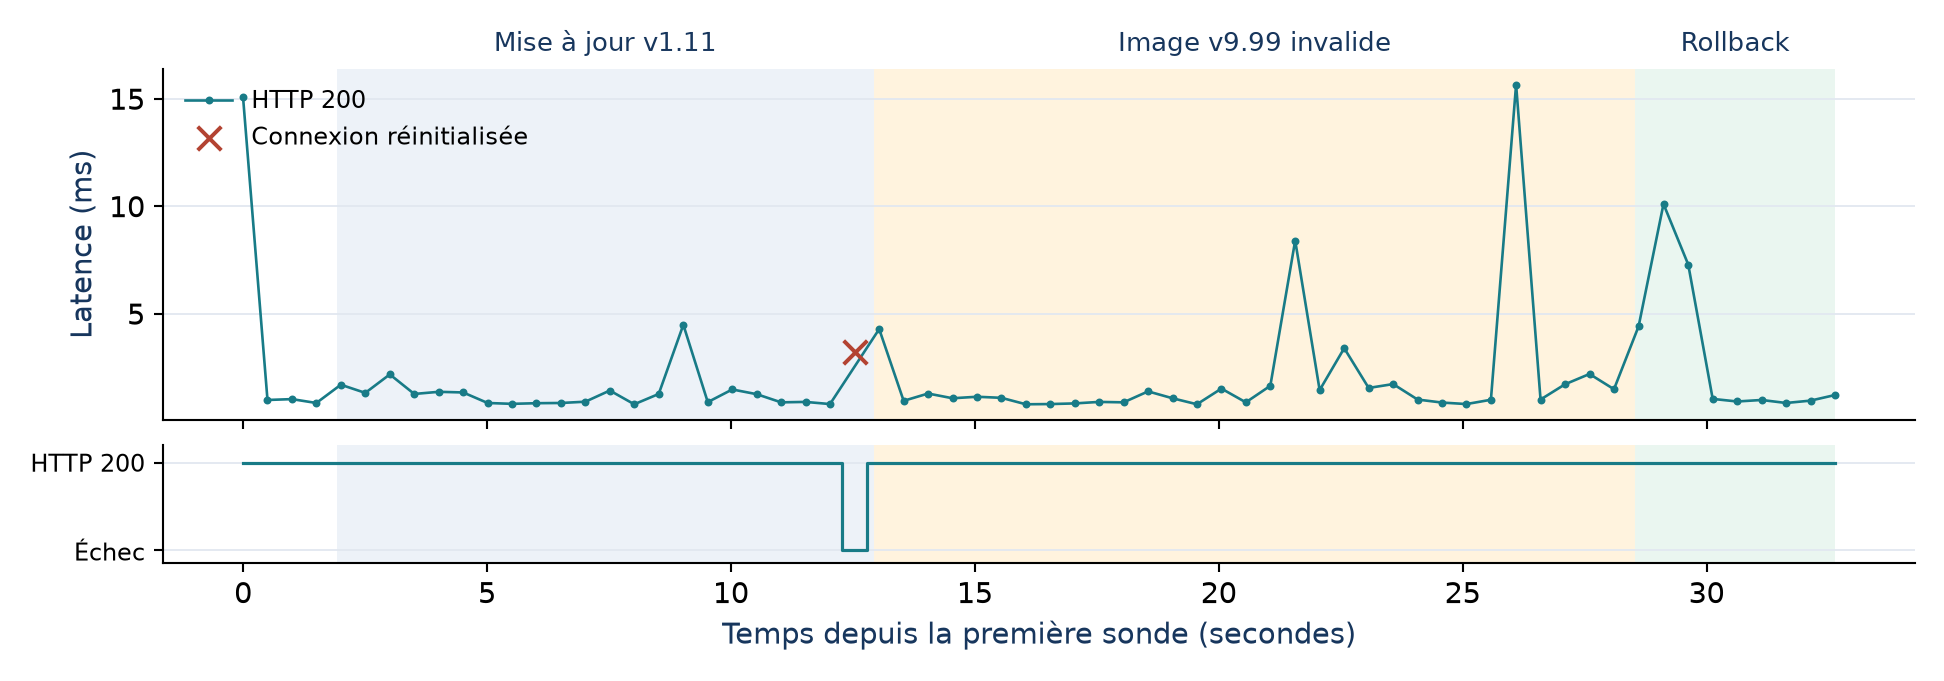 Mise à jour v1.11
Image v9.99 invalide
Rollback
HTTP 200
Connexion réinitialisée
Latence (ms)
15
10
5
HTTP 200
Échec
0
5
10
15
20
25
30
Temps depuis la première sonde (secondes)